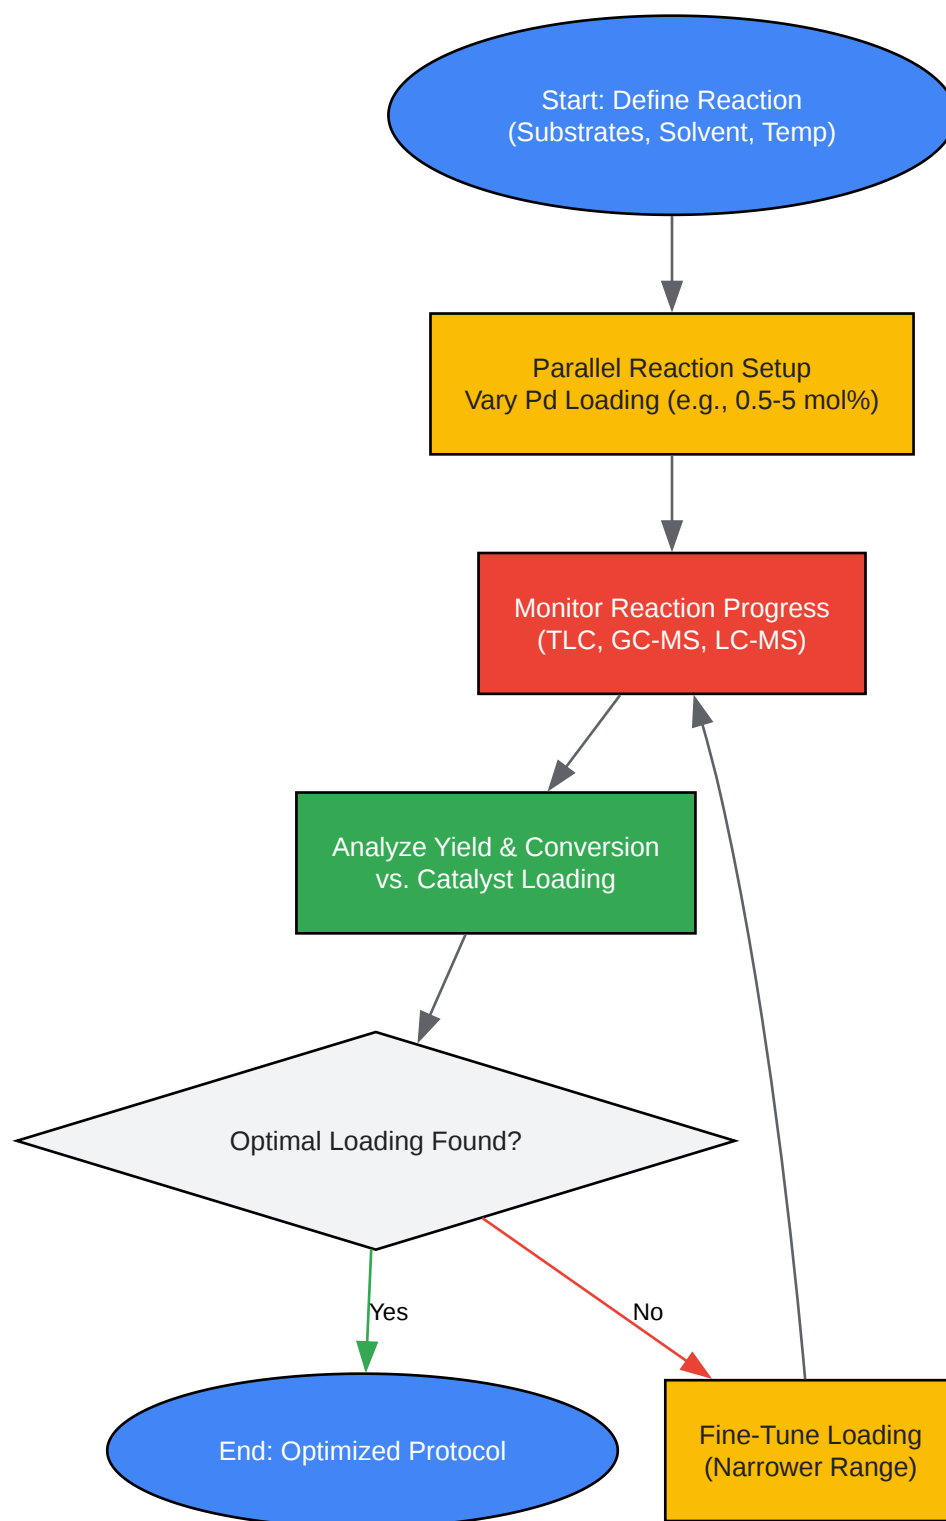 Start: Define Reaction
(Substrates, Solvent, Temp)
Parallel Reaction Setup
Vary Pd Loading (e.g., 0.5-5 mol%)
Monitor Reaction Progress
(TLC, GC-MS, LC-MS)
Analyze Yield & Conversion
vs. Catalyst Loading
Optimal Loading Found?
Yes
No
End: Optimized Protocol
Fine-Tune Loading
(Narrower Range)